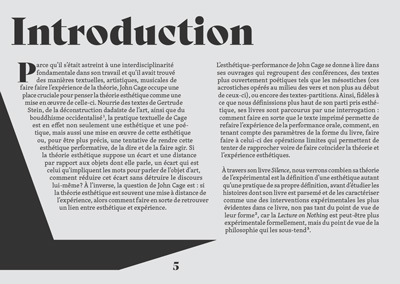 Introduction
Parce qu'il s'était astreint à une interdisciplinarité
fondamentale dans son travail et qu'il avait trouvé
des manières textuelles, artistiques, musicales de
faire faire l'expérience de la théorie, John Cage occupe une
place cruciale pour penser la théorie esthétique comme une
mise en œuvre de celle-ci. Nourrie des textes de Gertrude
Stein, de la déconstruction dadaïste de l'art, ainsi que du
bouddhisme occidentalisé¹, la pratique textuelle de Cage
est en effet non seulement une esthétique et une poé-
tique, mais aussi une mise en œuvre de cette esthétique
ou, pour être plus précis, une tentative de rendre cette
esthétique performative, de la dire et de la faire agir. Si
la théorie esthétique suppose un écart et une distance
par rapport aux objets dont elle parle, un écart qui est
celui qu'impliquent les mots pour parler de l'objet d'art,
comment réduire cet écart sans détruire le discours
lui-même ? À l'inverse, la question de John Cage est : si
la théorie esthétique est souvent une mise à distance de
l'expérience, alors comment faire en sorte de retrouver
un lien entre esthétique et expérience.
L'esthétique-performance de John Cage se donne à lire dans
ses ouvrages qui regroupent des conférences, des textes
plus ouvertement poétiques tels que les mésostiches (ces
acrostiches opérés au milieu des vers et non plus au début
de ceux-ci), ou encore des textes-partitions. Ainsi, fidèles à
ce que nous définissions plus haut de son parti pris esthé-
tique, ses livres sont parcourus par une interrogation :
comment faire en sorte que le texte imprimé permette de
refaire l'expérience de la performance orale, comment, en
tenant compte des paramètres de la forme du livre, faire
faire à celui-ci des opérations limites qui permettent de
tenter de rapprocher voire de faire coïncider la théorie et
l'expérience esthétiques.
À travers son livre Silence, nous verrons combien sa théorie
de l'expérimental est la définition d'une esthétique autant
qu'une pratique de sa propre définition, avant d'étudier les
histoires dont son livre est parsemé et de les caractériser
comme une des interventions expérimentales les plus
évidentes dans ce livre, non pas tant du point de vue de
leur forme², car la Lecture on Nothing est peut-être plus
expérimentale formellement, mais du point de vue de la
philosophie qui les sous-tend³.
5